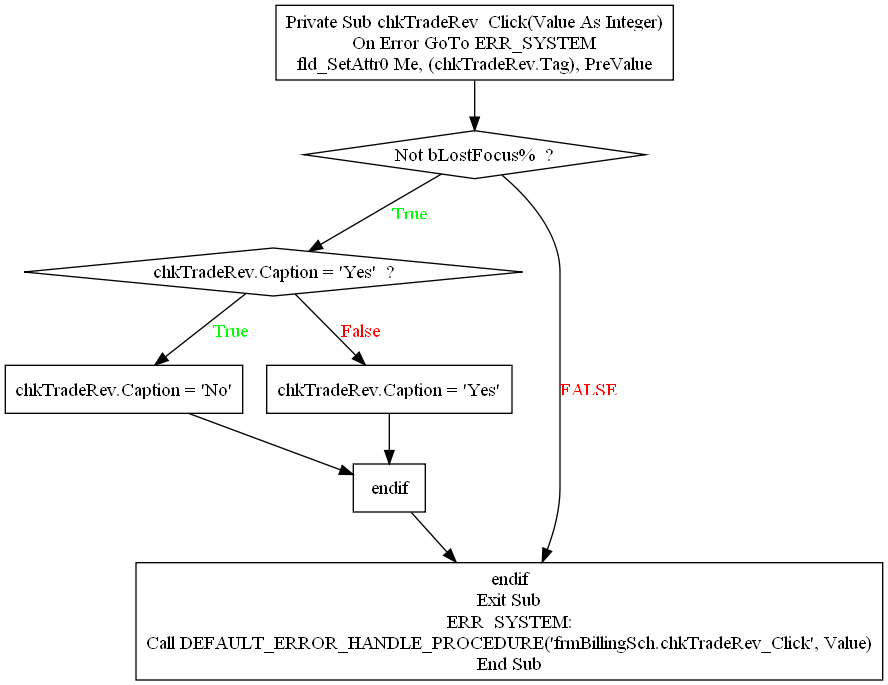 Private Sub chkTradeRev_Click(Value As Integer)
On Error GoTo ERR_SYSTEM
fld_SetAttr0 Me, (chkTradeRev.Tag), PreValue
Not bLostFocus%  ?
True
chkTradeRev.Caption = 'Yes'  ?
True
False
chkTradeRev.Caption = 'No'
chkTradeRev.Caption = 'Yes'
FALSE
endif
endif
Exit Sub
ERR_SYSTEM:
Call DEFAULT_ERROR_HANDLE_PROCEDURE('frmBillingSch.chkTradeRev_Click', Value)
End Sub